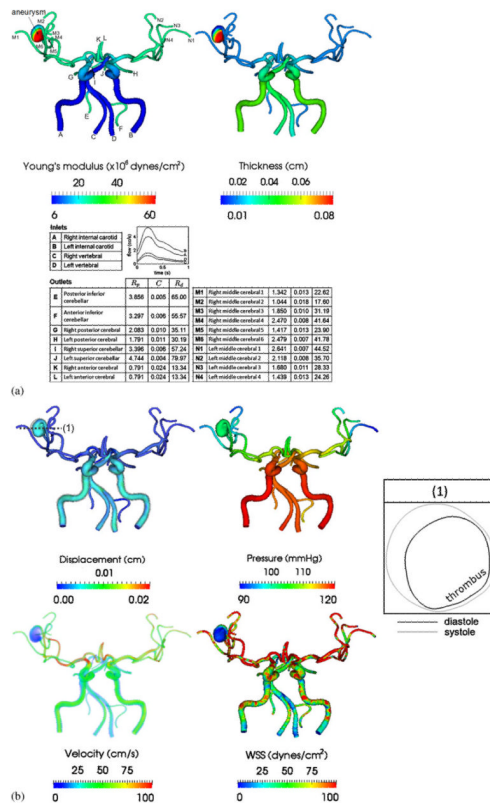 aneurysm
M2
M1
M3
M4
M6
M5
N2
N3
N1
N4
K
L
G
J
H
I
E
F
A
C
D
B
Young's modulus (x10⁶ dynes/cm²)
20 40
6 60
Thickness (cm)
0.02 0.04 0.06
0.01 0.08
Inlets
A Right internal carotid
B Left internal carotid
C Right vertebral
D Left vertebral
flow (cc/s)
0 0.5 1
time (s)
Outlets Rp C Rd
E Posterior inferior cerebellar 3.856 0.005 65.00
F Anterior inferior cerebellar 3.297 0.006 55.57
G Right posterior cerebral 2.083 0.010 35.11
H Left posterior cerebral 1.791 0.011 30.19
I Right superior cerebellar 3.396 0.006 57.24
J Left superior cerebellar 4.744 0.004 79.97
K Right anterior cerebral 0.791 0.024 13.34
L Left anterior cerebral 0.791 0.024 13.34
M1 Right middle cerebral 1 1.342 0.013 22.62
M2 Right middle cerebral 2 1.044 0.018 17.60
M3 Right middle cerebral 3 1.850 0.010 31.19
M4 Right middle cerebral 4 2.470 0.008 41.64
M5 Right middle cerebral 5 1.417 0.013 23.90
M6 Right middle cerebral 6 2.479 0.007 41.78
N1 Left middle cerebral 1 2.641 0.007 44.52
N2 Left middle cerebral 2 2.118 0.008 35.70
N3 Left middle cerebral 3 1.680 0.011 28.33
N4 Left middle cerebral 4 1.439 0.013 24.26
(a)
(1)
Displacement (cm)
0.01
0.00 0.02
Pressure (mmHg)
100 110
90 120
(1)
thrombus
diastole
systole
Velocity (cm/s)
25 50 75
0 100
WSS (dynes/cm²)
25 50 75
0 100
(b)